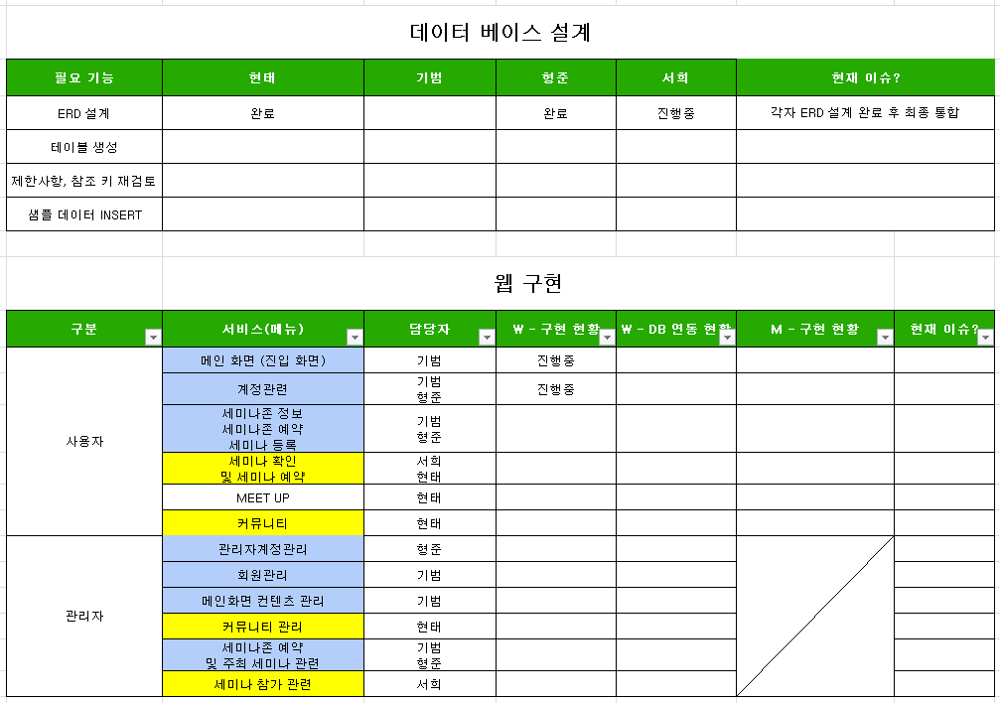 데이터 베이스 설계
필요 기능 현태 기범 형준 서희 현재 이슈?
ERD 설계 완료 완료 진행중 각자 ERD 설계 완료 후 최종 통합
테이블 생성
제한사항, 참조 키 재검토
샘플 데이터 INSERT
웹 구현
구분 서비스(메뉴) 담당자 W - 구현 현황 W - DB 연동 현황 M - 구현 현황 현재 이슈?
사용자
메인 화면 (진입 화면) 기범 진행중
계정관련 기범 진행중
형준
세미나존 정보
세미나존 예약
세미나 등록
기범
형준
세미나 확인 서희
및 세미나 예약 현태
MEET UP 현태
커뮤니티 현태
관리자
관리자계정관리 형준
회원관리 기범
메인화면 컨텐츠 관리 기범
커뮤니티 관리 현태
세미나존 예약 기범
및 주최 세미나 관련 형준
세미나 참가 관련 서희